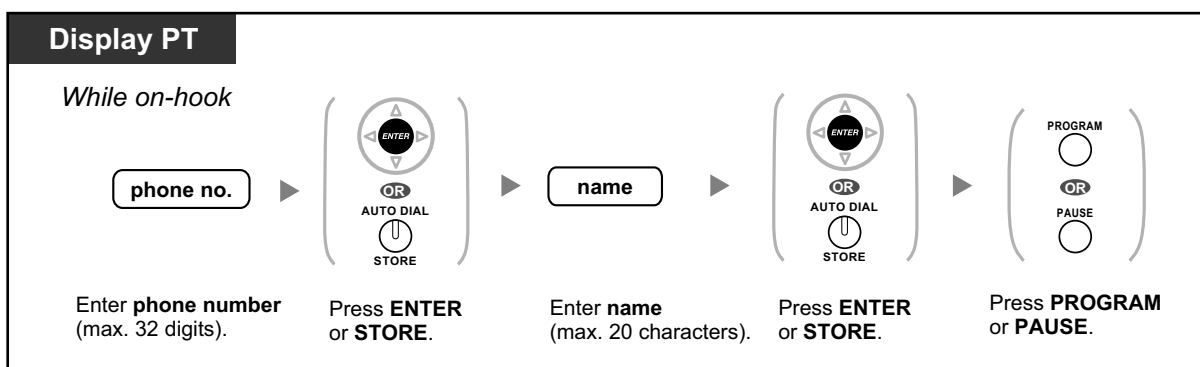 Display PT
While on-hook
phone no.
ENTER
OR
AUTO DIAL
STORE
name
ENTER
OR
AUTO DIAL
STORE
PROGRAM
OR
PAUSE
Enter phone number
(max. 32 digits).
Press ENTER
or STORE.
Enter name
(max. 20 characters).
Press ENTER
or STORE.
Press PROGRAM
or PAUSE.